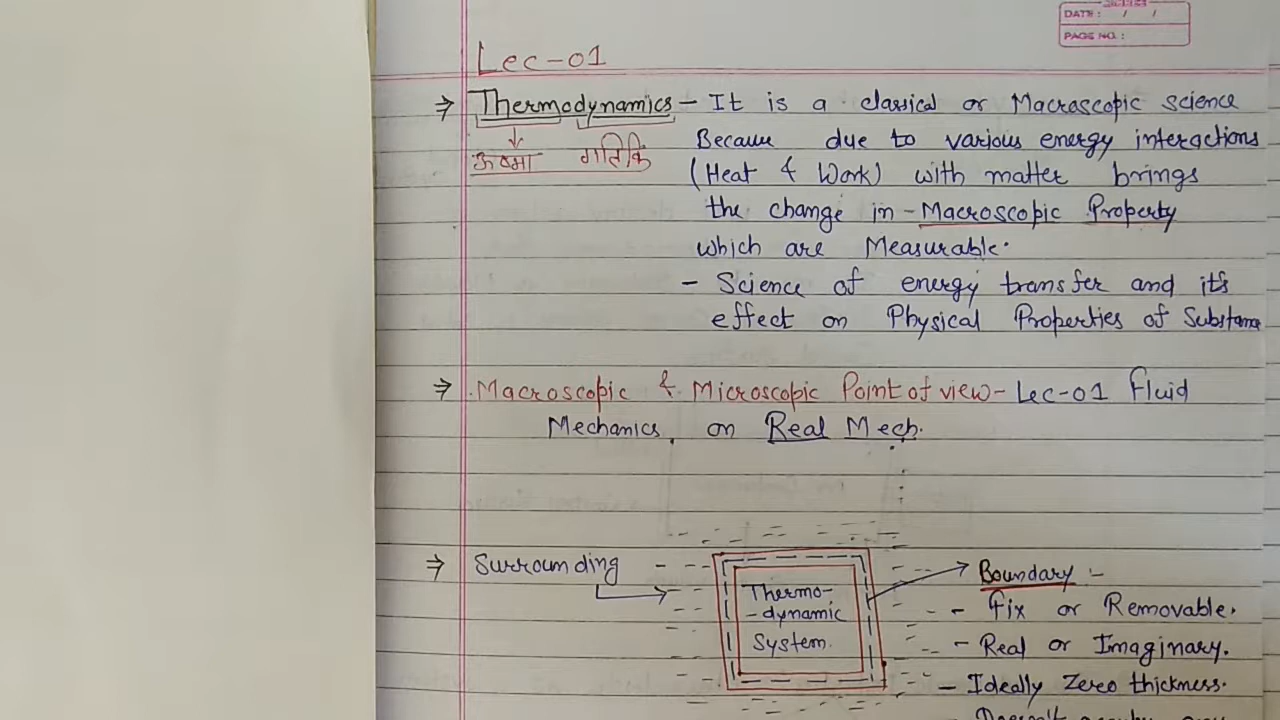 DATE: / /
PAGE NO.:
Lec-01
⇒ Thermodynamics - It is a classical or Macroscopic science
ऊष्मा गतिकि
Because due to various energy interactions
(Heat & Work) with matter brings
the change in - Macroscopic Property
which are Measurable.
- Science of energy transfer and it's
effect on Physical Properties of
⇒ Macroscopic & Microscopic Point of view - Lec-01 Fluid
Mechanics, on Real Mech.
⇒ Surrounding
Thermo-
-dynamic
System.
Boundary :-
- Fix or Removable.
- Real or Imaginary.
- Ideally Zero thickness.